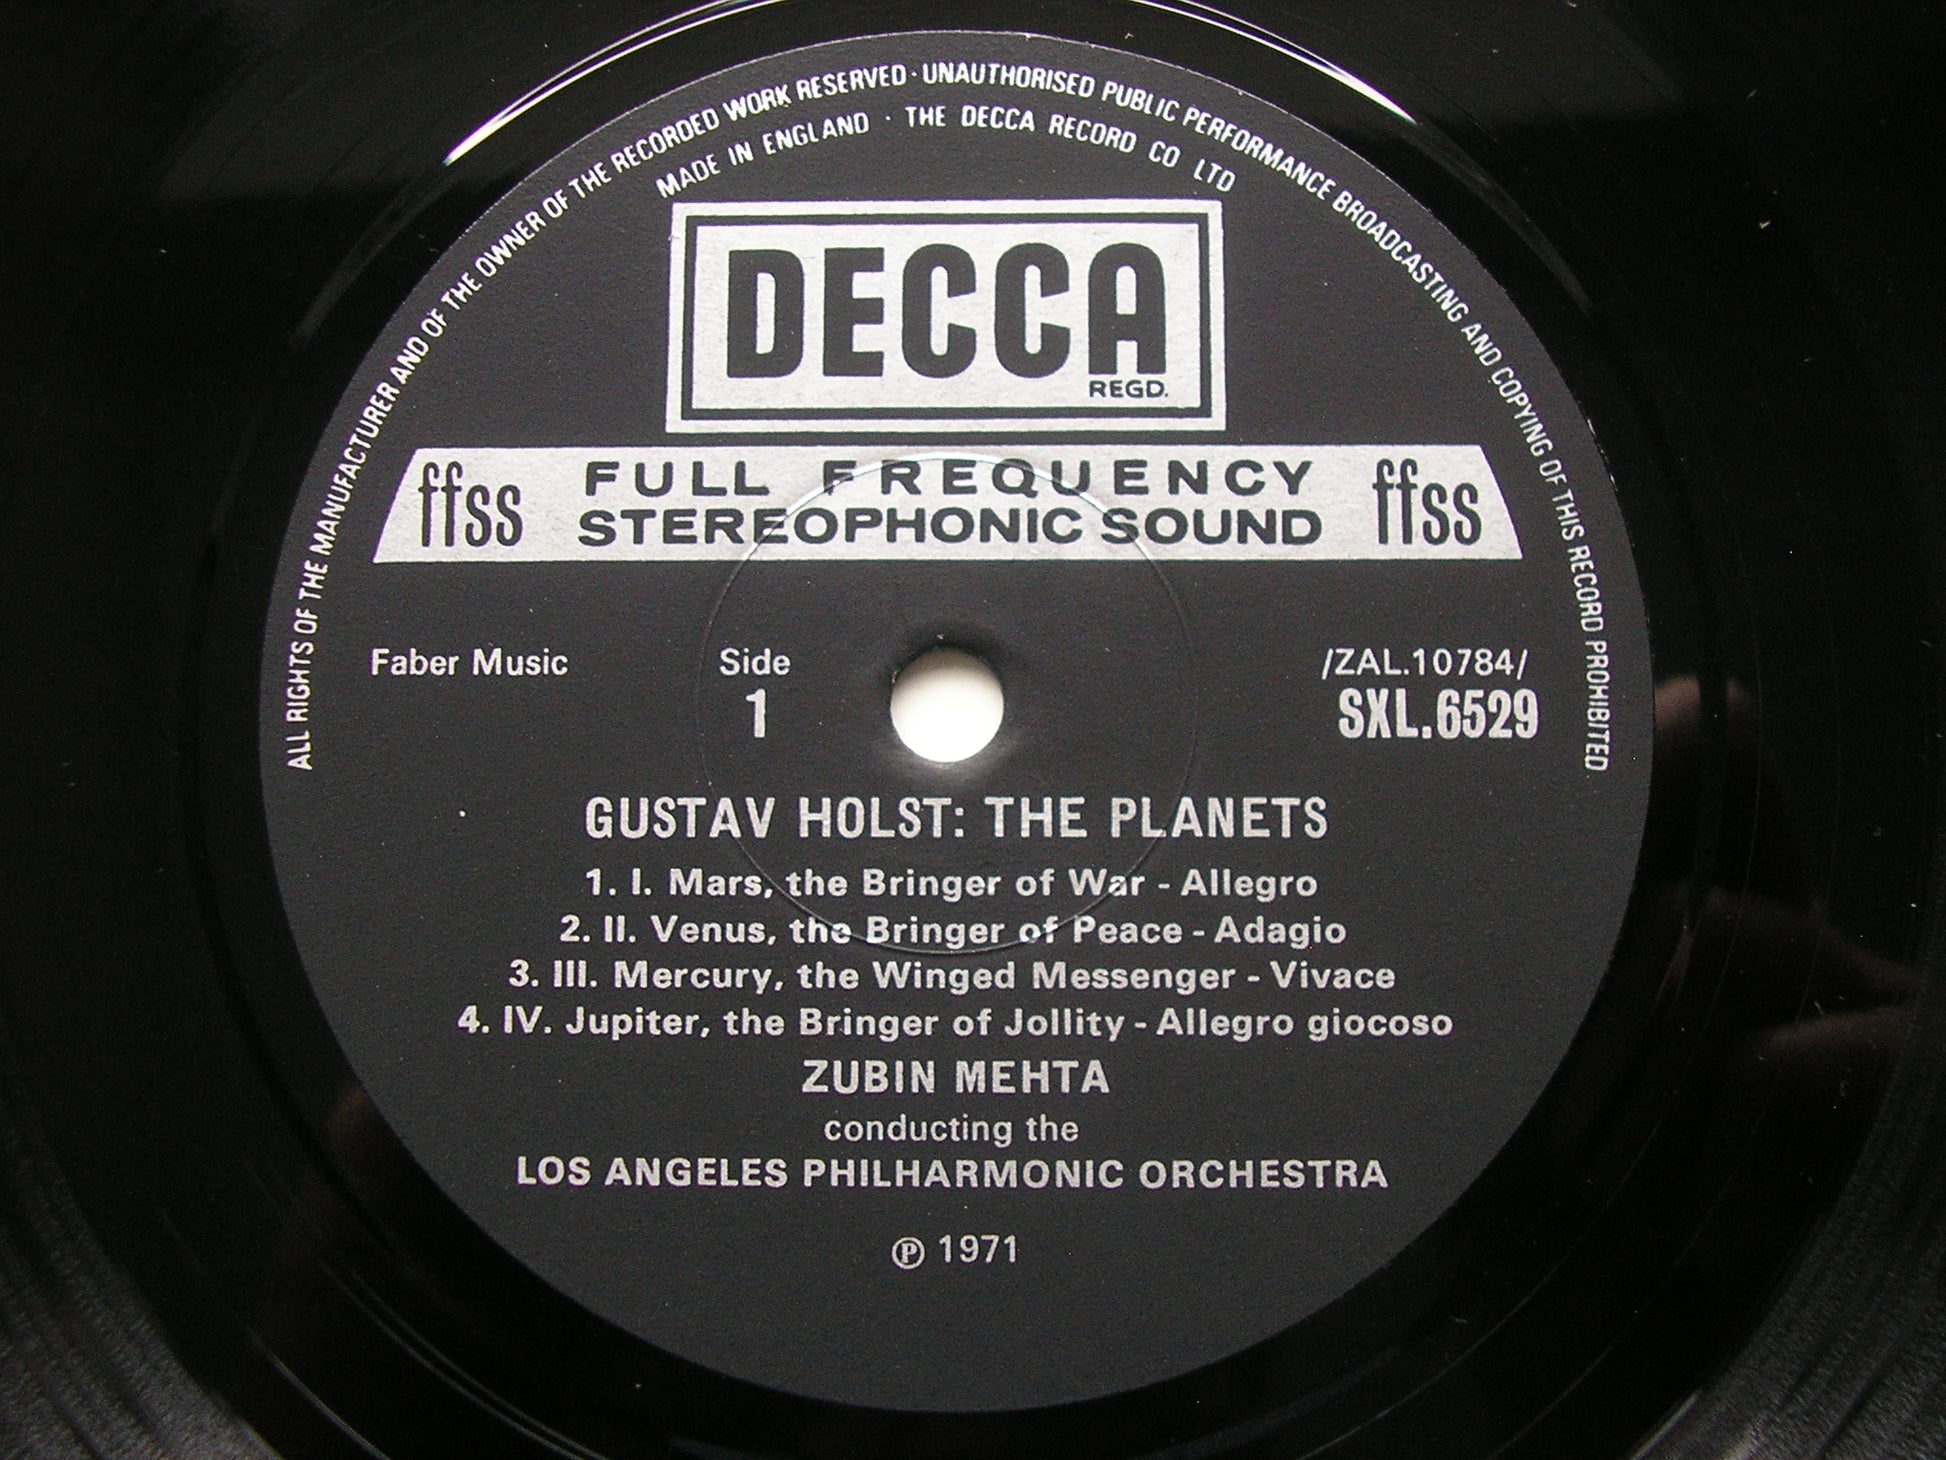 ALL RIGHTS OF THE MANUFACTURER AND OF THE OWNER OF THE RECORDED WORK RESERVED · UNAUTHORISED PUBLIC PERFORMANCE BROADCASTING AND COPYING OF THIS RECORD PROHIBITED
MADE IN ENGLAND · THE DECCA RECORD CO LTD
DECCA
REGD.
ffss FULL FREQUENCY ffss
STEREOPHONIC SOUND
Faber Music Side /ZAL.10784/
1 SXL.6529
GUSTAV HOLST: THE PLANETS
1. I. Mars, the Bringer of War - Allegro
2. II. Venus, the Bringer of Peace - Adagio
3. III. Mercury, the Winged Messenger - Vivace
4. IV. Jupiter, the Bringer of Jollity - Allegro giocoso
ZUBIN MEHTA
conducting the
LOS ANGELES PHILHARMONIC ORCHESTRA
℗ 1971